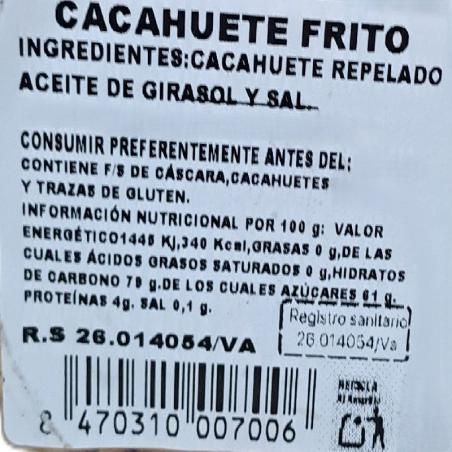 CACAHUETE FRITO
INGREDIENTES:CACAHUETE REPELADO
ACEITE DE GIRASOL Y SAL.
CONSUMIR PREFERENTEMENTE ANTES DEL:
CONTIENE F/S DE CÁSCARA,CACAHUETES
Y TRAZAS DE GLUTEN.
INFORMACIÓN NUTRICIONAL POR 100 g: VALOR
ENERGÉTICO1445 Kj,340 Kcal,GRASAS 0 g,DE LAS
CUALES ÁCIDOS GRASOS SATURADOS 0 g,HIDRATOS
DE CARBONO 79 g.DE LOS CUALES AZÚCARES 61 g.
PROTEÍNAS 4g. SAL 0,1 g.
Registro sanitario
26.014054/Va
R.S 26.014054/VA
RECICLA
8 470310 007006